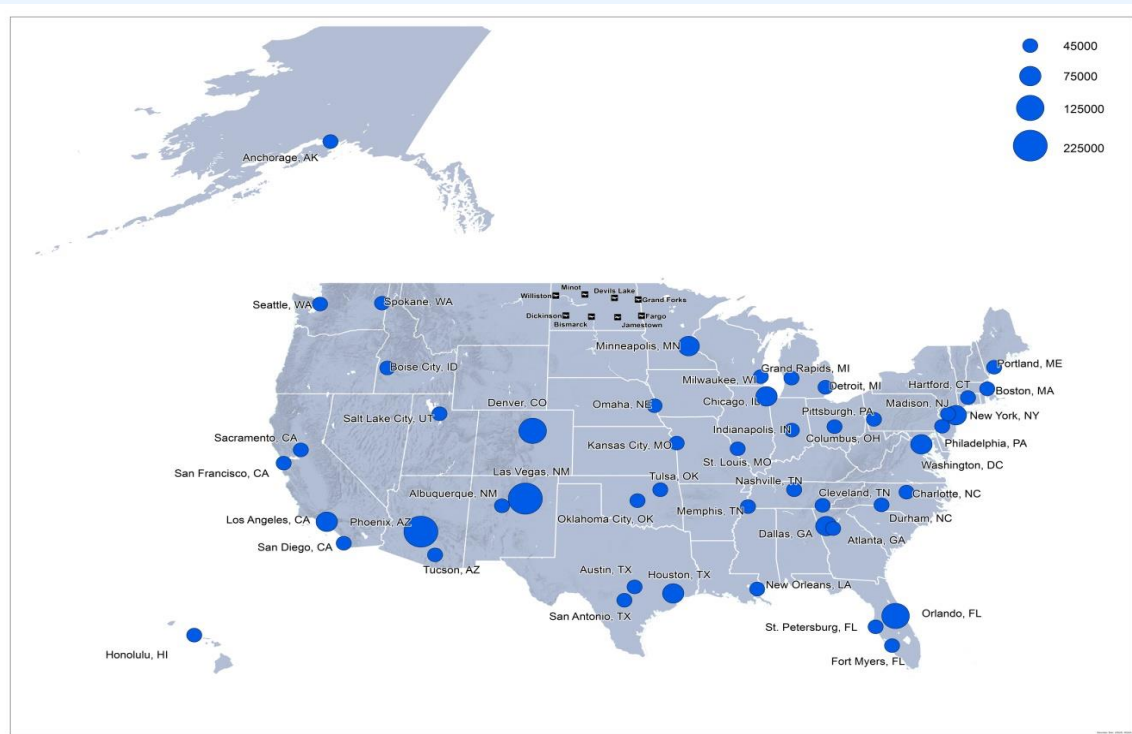 45000
75000
125000
225000
Anchorage, AK
Minot
Devils Lake
Williston
Grand Forks
Dickinson
Fargo
Bismarck
Jamestown
Seattle, WA
Spokane, WA
Minneapolis, MN
Boise City, ID
Grand Rapids, MI
Portland, ME
Milwaukee, WI
Detroit, MI
Hartford, CT
Boston, MA
Denver, CO
Omaha, NE
Chicago, IL
Madison, NJ
Salt Lake City, UT
Pittsburgh, PA
New York, NY
Indianapolis, IN
Columbus, OH
Sacramento, CA
Kansas City, MO
Philadelphia, PA
San Francisco, CA
St. Louis, MO
Washington, DC
Las Vegas, NM
Tulsa, OK
Nashville, TN
Albuquerque, NM
Cleveland, TN
Charlotte, NC
Los Angeles, CA
Phoenix, AZ
Oklahoma City, OK
Memphis, TN
Durham, NC
Dallas, GA
Atlanta, GA
San Diego, CA
Tucson, AZ
Austin, TX
Houston, TX
New Orleans, LA
San Antonio, TX
Orlando, FL
St. Petersburg, FL
Honolulu, HI
Fort Myers, FL